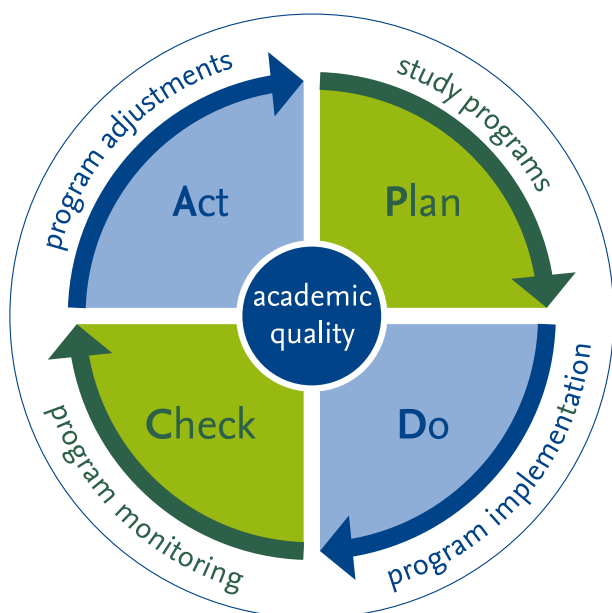 program adjustments
study programs
Act
Plan
academic
quality
Check
Do
program monitoring
program implementation